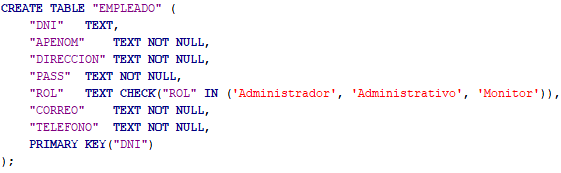 CREATE TABLE "EMPLEADO" (
"DNI" TEXT,
"APENOM" TEXT NOT NULL,
"DIRECCION" TEXT NOT NULL,
"PASS" TEXT NOT NULL,
"ROL" TEXT CHECK("ROL" IN ('Administrador', 'Administrativo', 'Monitor')),
"CORREO" TEXT NOT NULL,
"TELEFONO" TEXT NOT NULL,
PRIMARY KEY("DNI")
);